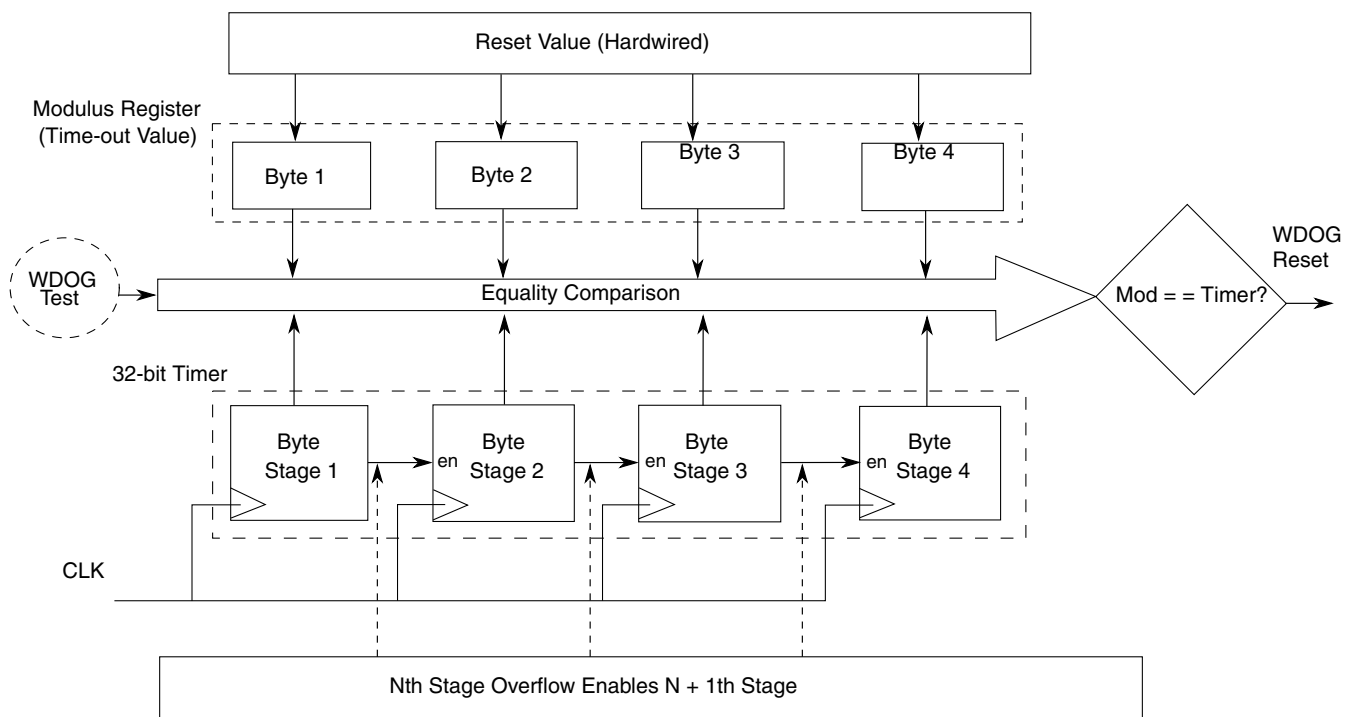 Reset Value (Hardwired)
Modulus Register
(Time-out Value)
Byte 1
Byte 2
Byte 3
Byte 4
WDOG
Test
Equality Comparison
Mod = = Timer?
WDOG
Reset
32-bit Timer
Byte
Stage 1
en
Byte
Stage 2
en
Byte
Stage 3
en
Byte
Stage 4
CLK
Nth Stage Overflow Enables N + 1th Stage